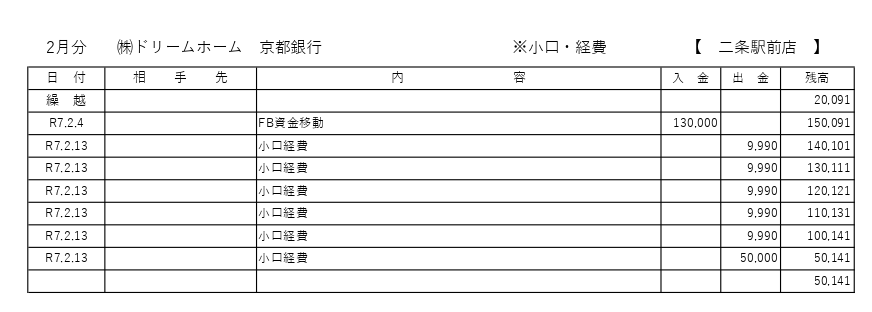 2月分 ㈱ドリームホーム 京都銀行 ※小口・経費 【 二条駅前店 】
日 付 相 手 先 内 容 入 金 出 金 残高
繰 越 20,091
R7.2.4 FB資金移動 130,000 150,091
R7.2.13 小口経費 9,990 140,101
R7.2.13 小口経費 9,990 130,111
R7.2.13 小口経費 9,990 120,121
R7.2.13 小口経費 9,990 110,131
R7.2.13 小口経費 9,990 100,141
R7.2.13 小口経費 50,000 50,141
50,141